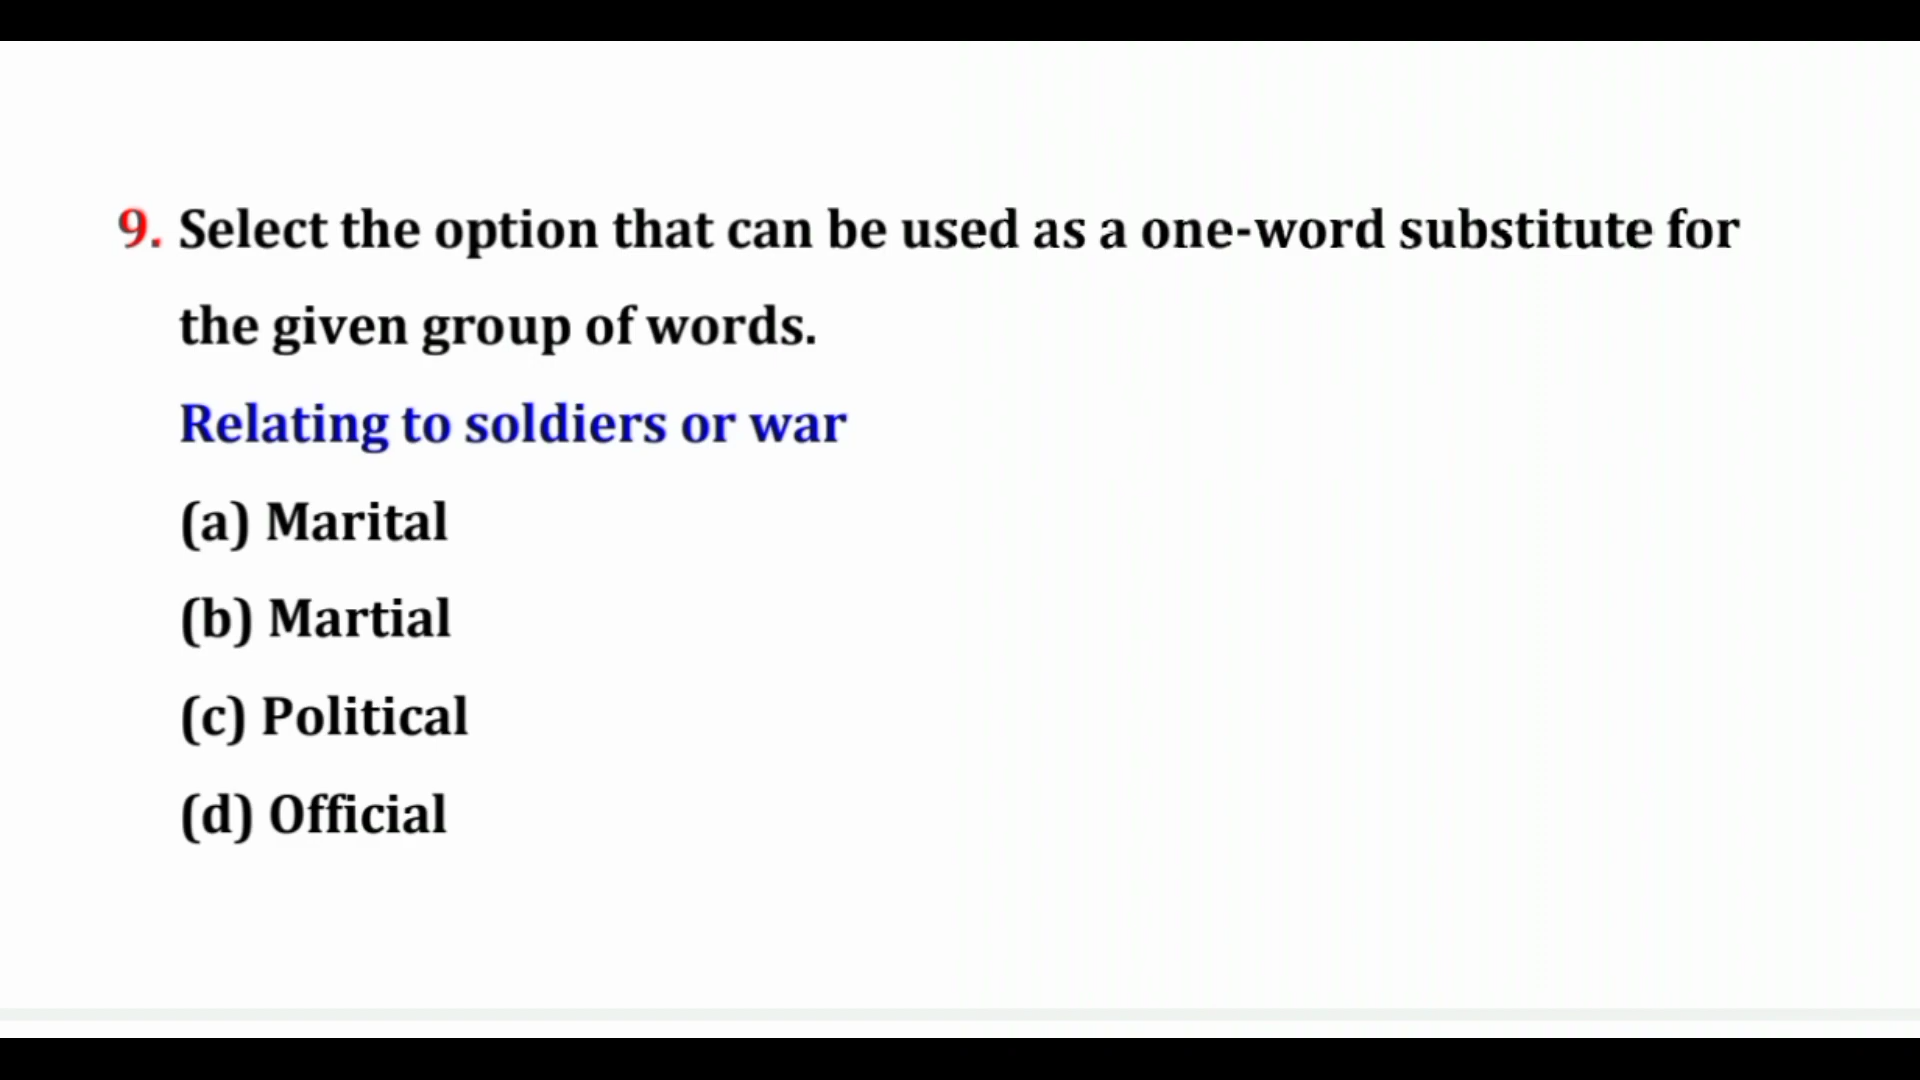 9. Select the option that can be used as a one-word substitute for
the given group of words.
Relating to soldiers or war
(a) Marital
(b) Martial
(c) Political
(d) Official